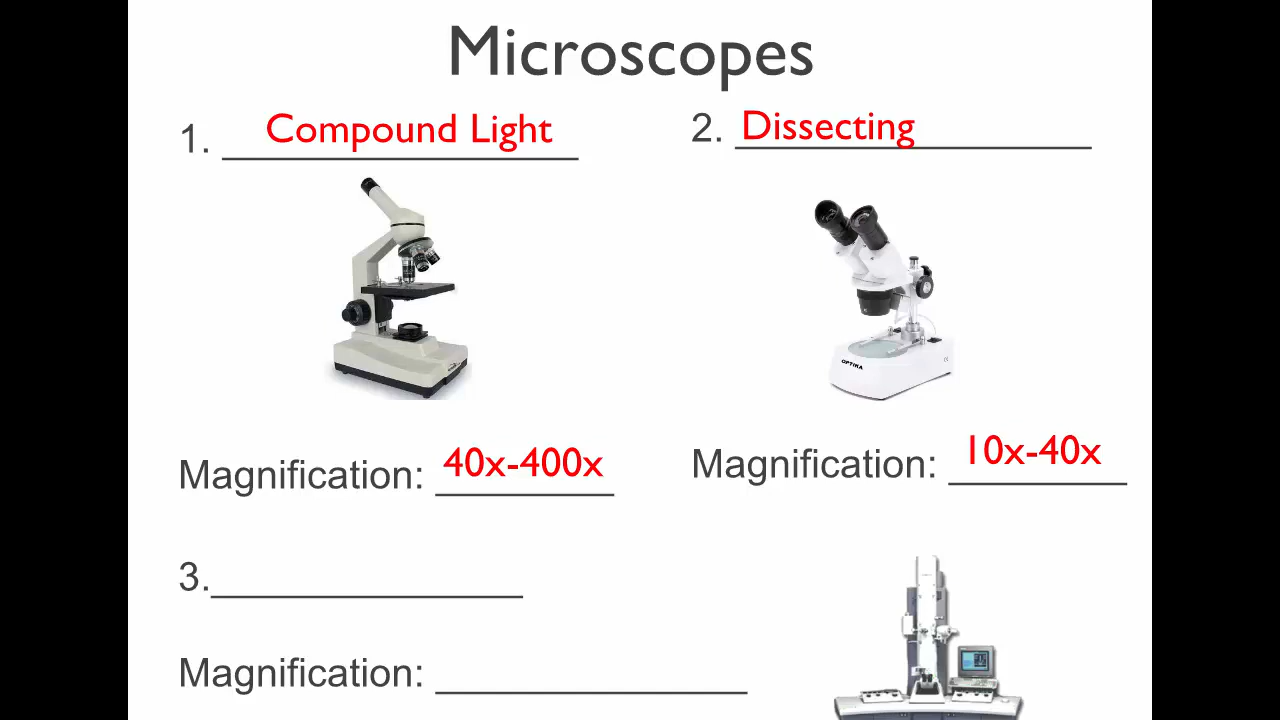 Microscopes
1. Compound Light
2. Dissecting
OPTIKA
Magnification: 40x-400x
Magnification: 10x-40x
3.
Magnification: